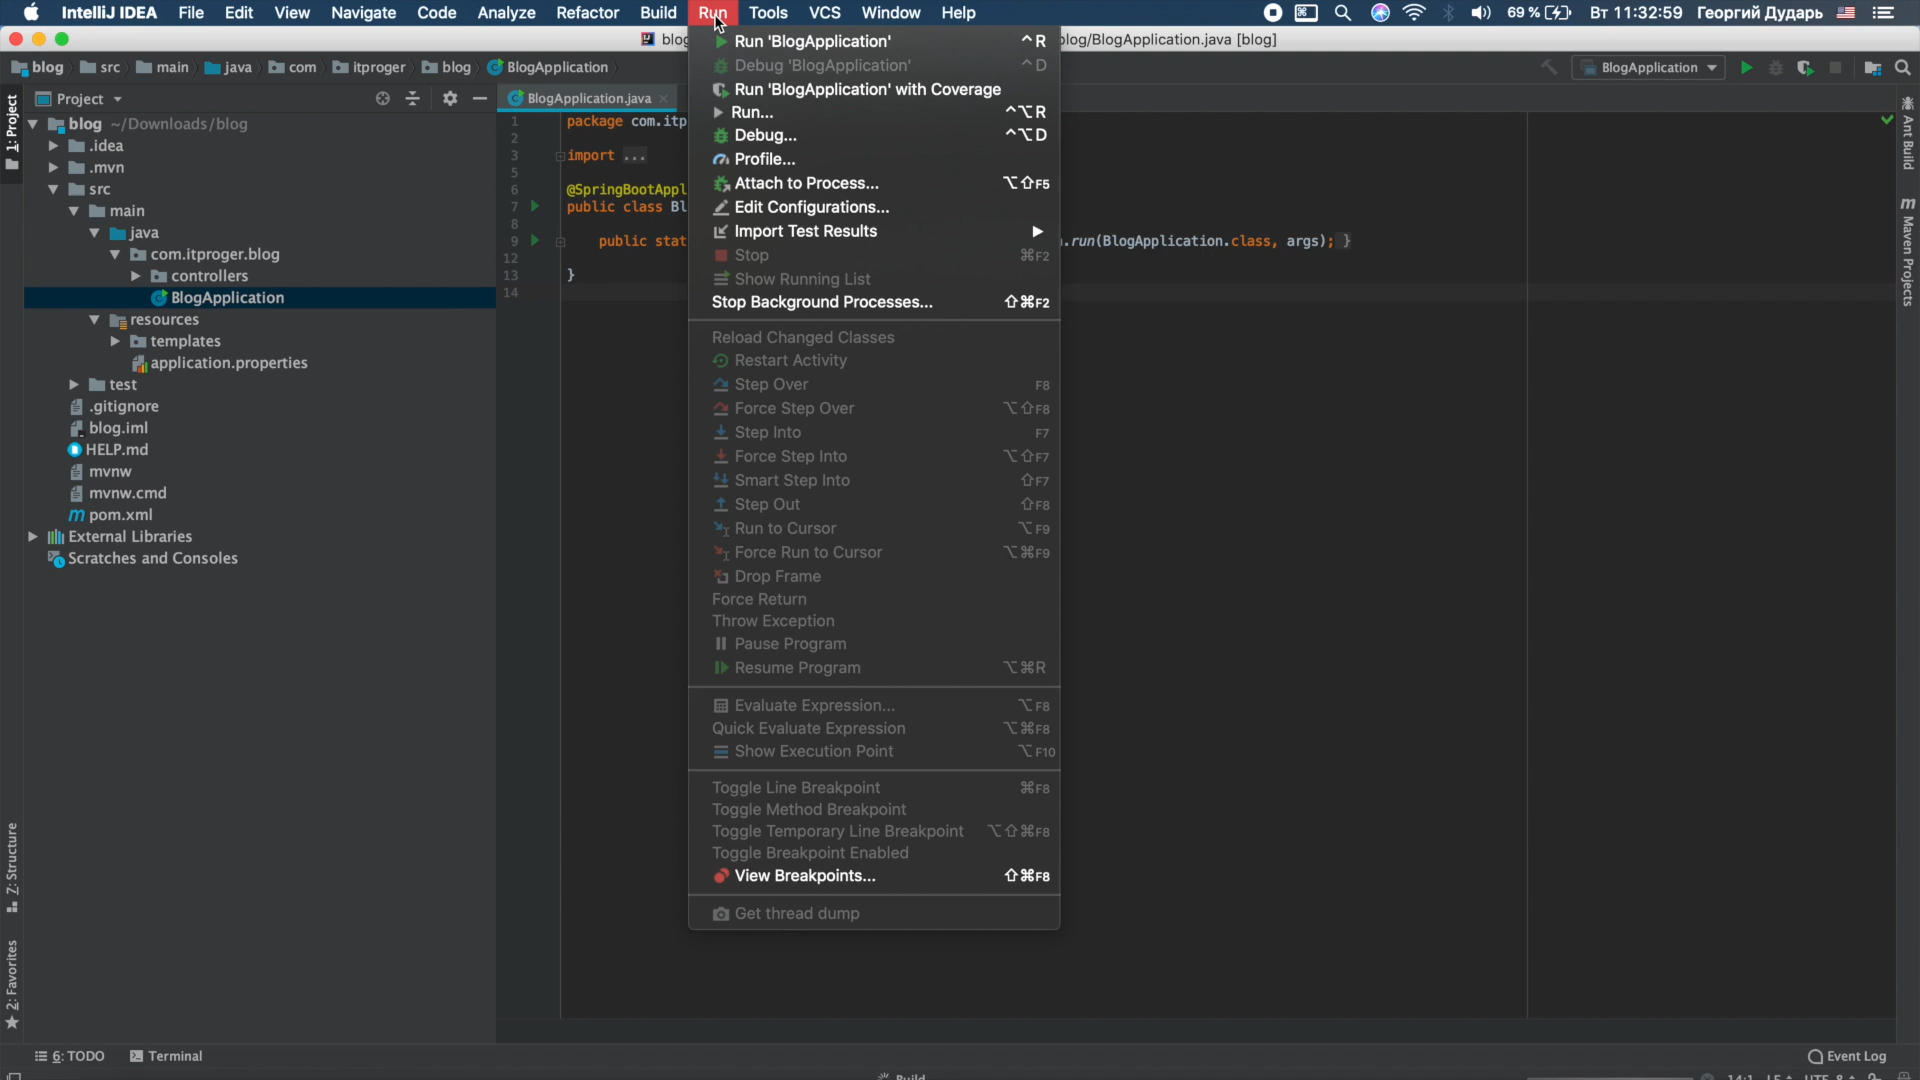 IntelliJ IDEA File Edit View Navigate Code Analyze Refactor Build Run Tools VCS Window Help 69 % Вт 11:32:59 Георгий Дударь
blog/BlogApplication.java [blog]
blog src main java com itproger blog BlogApplication BlogApplication
Project BlogApplication.java
1: Project
blog ~/Downloads/blog
.idea
.mvn
src
main
java
com.itproger.blog
controllers
BlogApplication
resources
templates
application.properties
test
.gitignore
blog.iml
HELP.md
mvnw
mvnw.cmd
pom.xml
External Libraries
Scratches and Consoles
Z: Structure
2: Favorites
1 package com.itp
2
3 import ...
5
6 @SpringBootAppl
7 public class Bl
8
9 public stat .run(BlogApplication.class, args); }
12
13 }
14
Run 'BlogApplication' ^R
Debug 'BlogApplication' ^D
Run 'BlogApplication' with Coverage
Run... ^⌥R
Debug... ^⌥D
Profile...
Attach to Process... ⌥⇧F5
Edit Configurations...
Import Test Results
Stop ⌘F2
Show Running List
Stop Background Processes... ⇧⌘F2
Reload Changed Classes
Restart Activity
Step Over F8
Force Step Over ⌥⇧F8
Step Into F7
Force Step Into ⌥⇧F7
Smart Step Into ⇧F7
Step Out ⇧F8
Run to Cursor ⌥F9
Force Run to Cursor ⌥⌘F9
Drop Frame
Force Return
Throw Exception
Pause Program
Resume Program ⌥⌘R
Evaluate Expression... ⌥F8
Quick Evaluate Expression ⌥⌘F8
Show Execution Point ⌥F10
Toggle Line Breakpoint ⌘F8
Toggle Method Breakpoint
Toggle Temporary Line Breakpoint ⌥⇧⌘F8
Toggle Breakpoint Enabled
View Breakpoints... ⇧⌘F8
Get thread dump
Ant Build
Maven Projects
6: TODO Terminal Event Log
Build 14:1